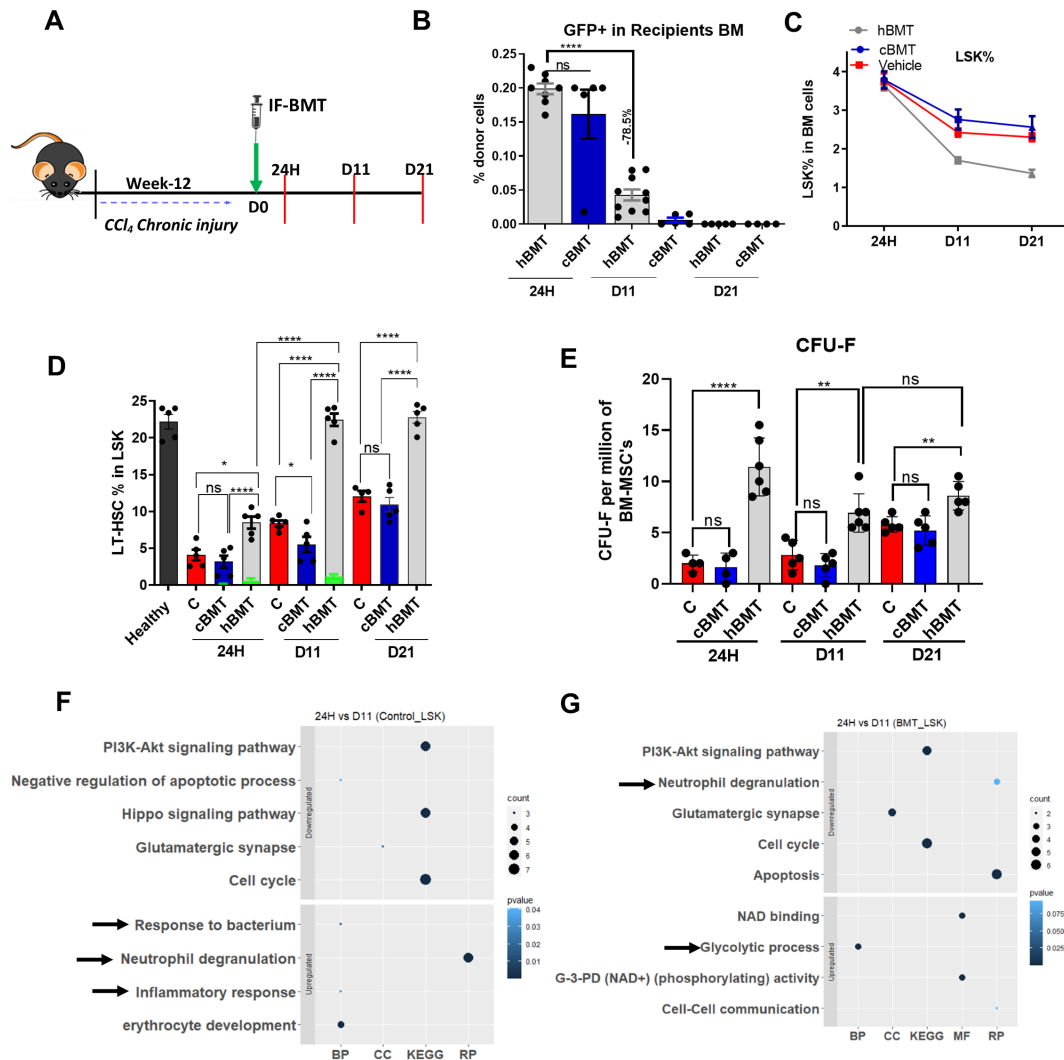 A
IF-BMT
24H
D11
D21
Week-12
D0
CCl₄ Chronic injury
B
GFP+ in Recipients BM
% donor cells
0.25
0.20
0.15
0.10
0.05
0.00
****
ns
-78.5%
hBMT
cBMT
hBMT
cBMT
hBMT
cBMT
24H
D11
D21
C
hBMT
cBMT
Vehicle
LSK%
LSK% in BM cells
4
3
2
1
0
24H
D11
D21
D
LT-HSC % in LSK
25
20
15
10
5
0
*
ns
****
****
****
*
****
****
ns
****
Healthy
C
cBMT
hBMT
C
cBMT
hBMT
C
cBMT
hBMT
24H
D11
D21
E
CFU-F
CFU-F per million of
BM-MSC's
20
15
10
5
0
****
ns
**
ns
ns
**
ns
C
cBMT
hBMT
C
cBMT
hBMT
C
cBMT
hBMT
24H
D11
D21
F
24H vs D11 (Control_LSK)
PI3K-Akt signaling pathway
Negative regulation of apoptotic process
Hippo signaling pathway
Glutamatergic synapse
Cell cycle
Downregulated
Response to bacterium
Neutrophil degranulation
Inflammatory response
erythrocyte development
Upregulated
BP
CC
KEGG
RP
count
3
4
5
6
7
pvalue
0.04
0.03
0.02
0.01
G
24H vs D11 (BMT_LSK)
PI3K-Akt signaling pathway
Neutrophil degranulation
Glutamatergic synapse
Cell cycle
Apoptosis
Downregulated
NAD binding
Glycolytic process
G-3-PD (NAD+) (phosphorylating) activity
Cell-Cell communication
Upregulated
BP
CC
KEGG
MF
RP
count
2
3
4
5
6
pvalue
0.075
0.050
0.025